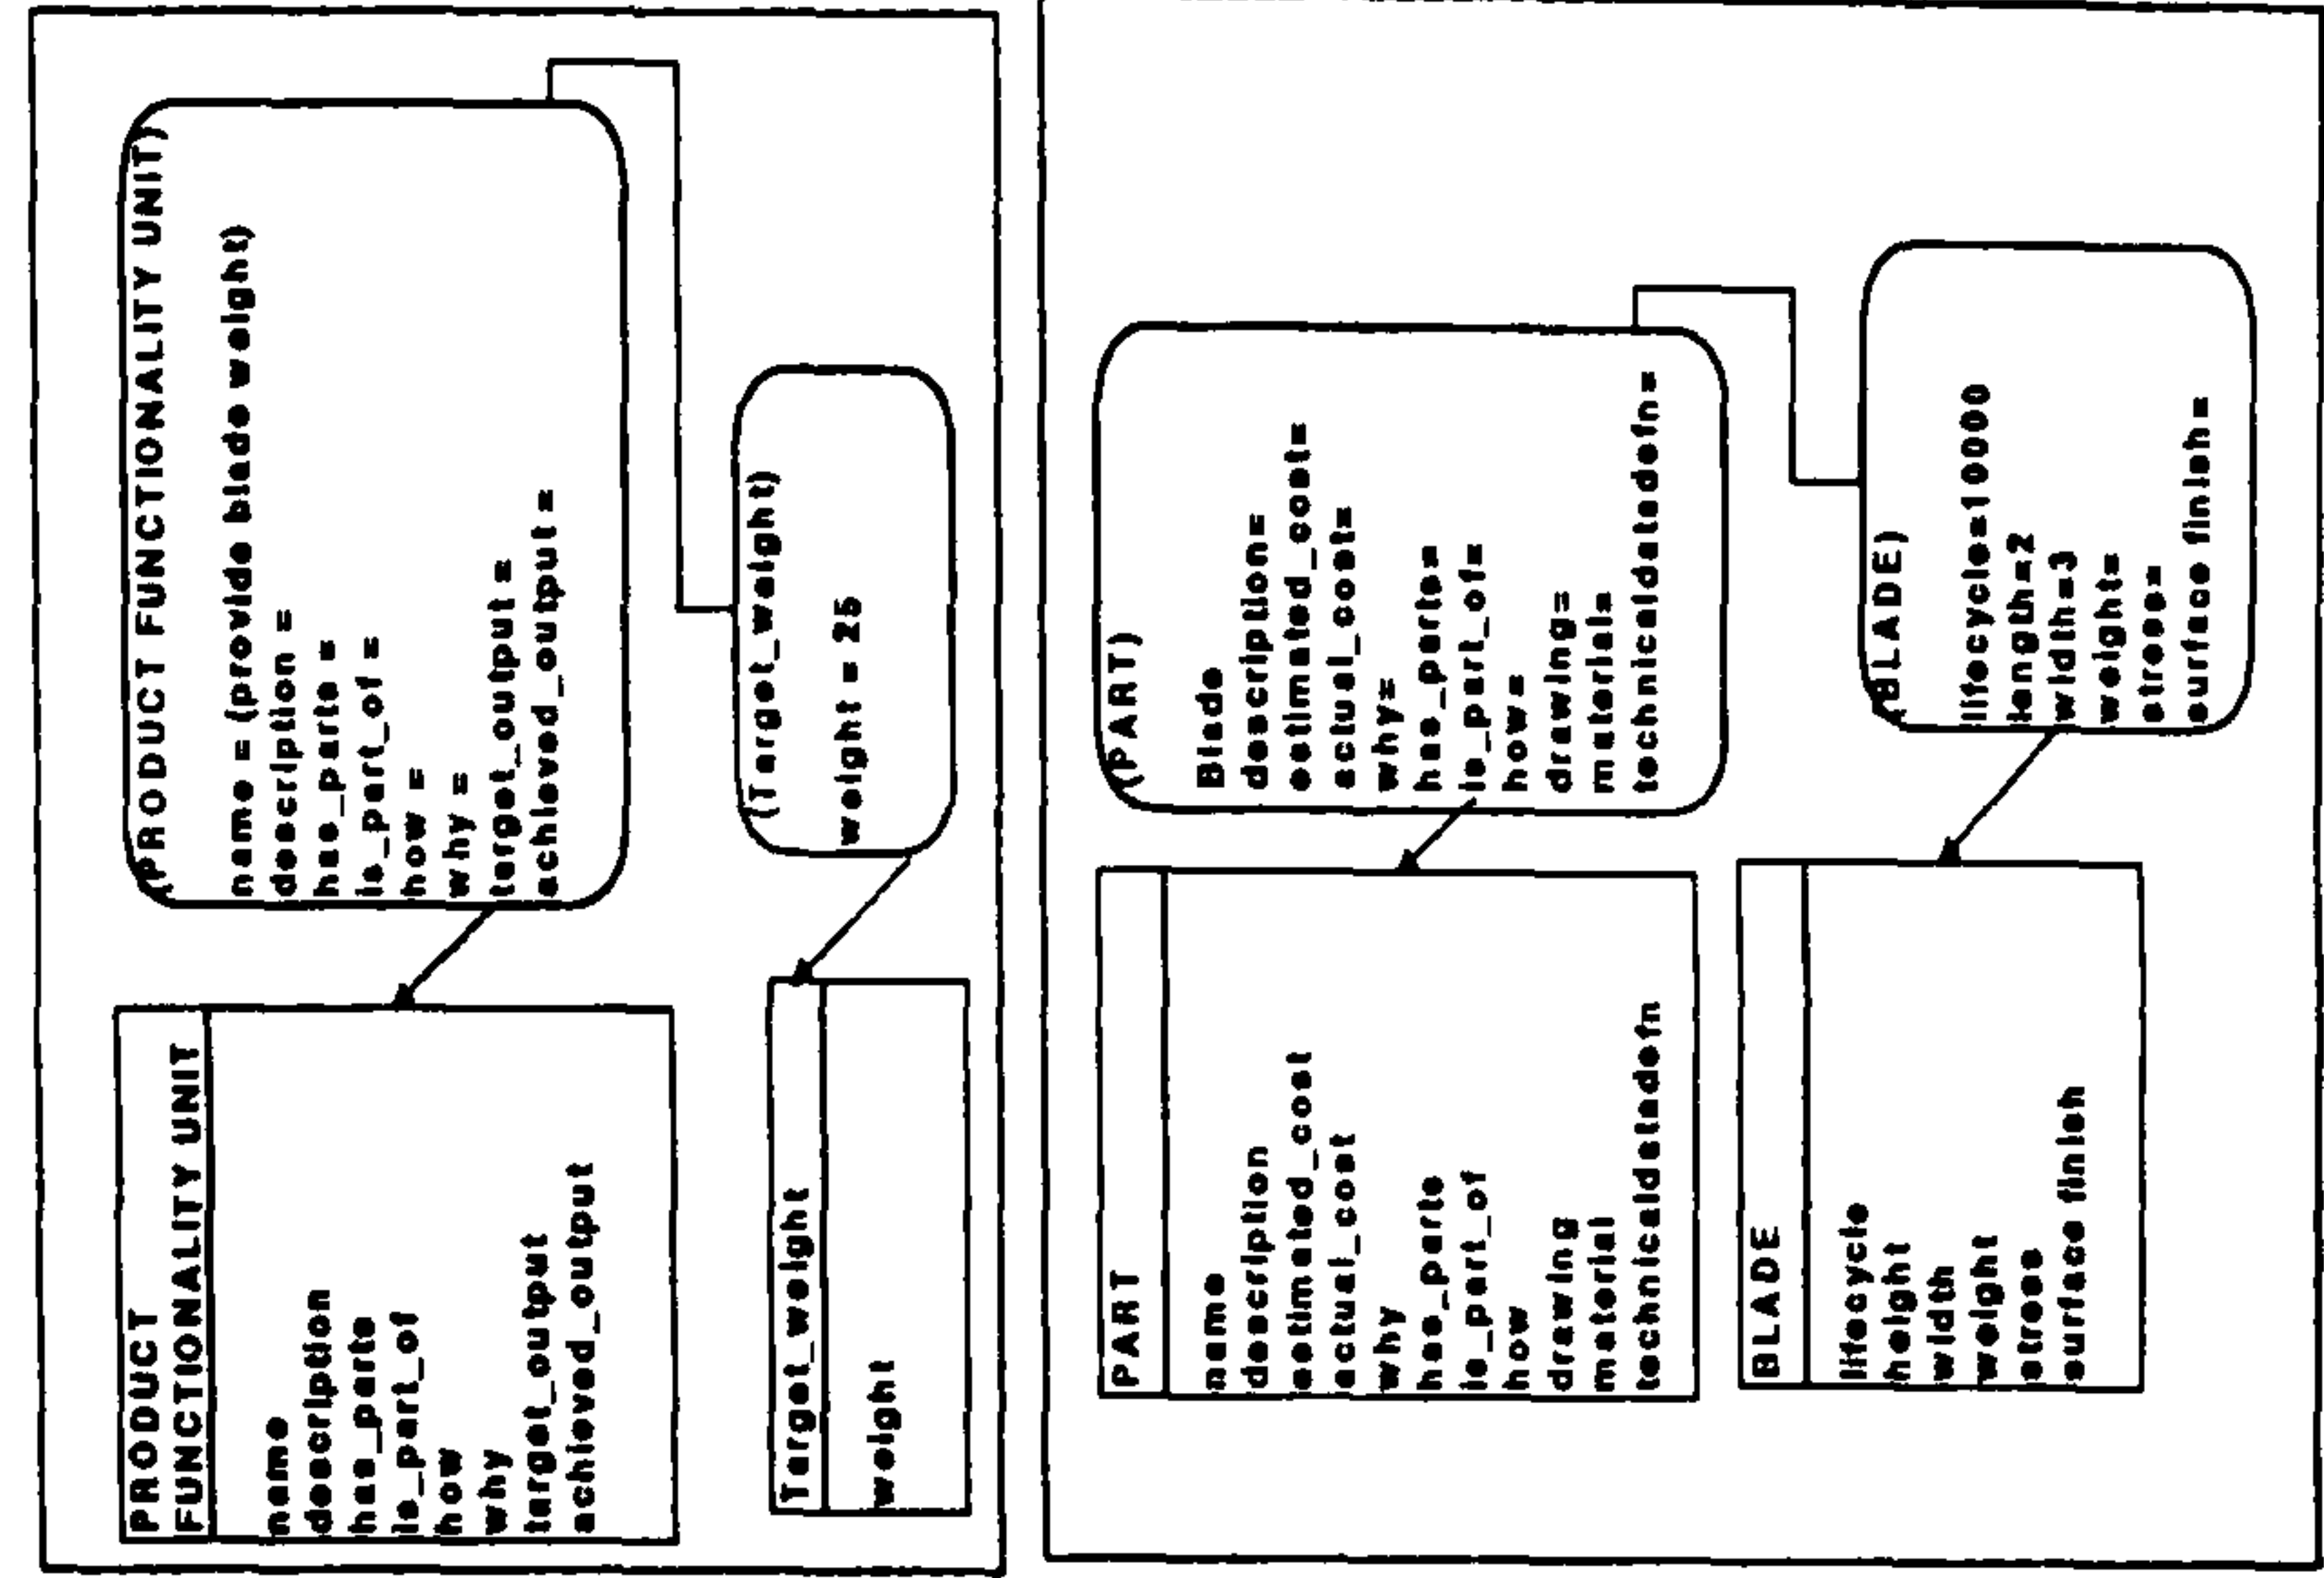 PRODUCT
FUNCTIONALITY UNIT
name
description
has_parts
is_part_of
how
why
target_output
achieved_output
(PRODUCT FUNCTIONALITY UNIT)
name = (provide blade weight)
description =
has_parts =
is_part_of =
how =
why =
target_output =
achieved_output =
Target_weight
weight
(Target_weight)
weight = 25
PART
name
description
estimated_cost
actual_cost
why
has_parts
is_part_of
how
drawing
material
technicaldatadefn
(PART)
Blade
description=
estimated_cost=
actual_cost=
why=
has_parts=
is_part_of=
how=
drawing=
material=
technicaldatadefn=
BLADE
lifecycle
height
width
weight
stress
surface finish
(BLADE)
lifecycle=10000
length=2
width=3
weight=
stress=
surface finish=